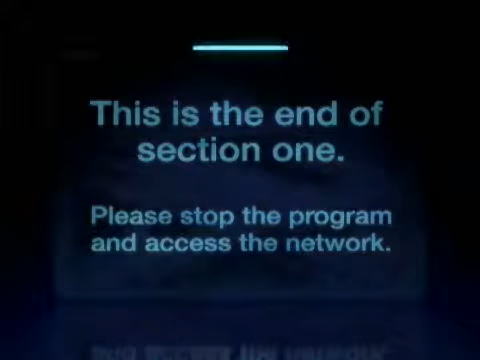 This is the end of
section one.
Please stop the program
and access the network.